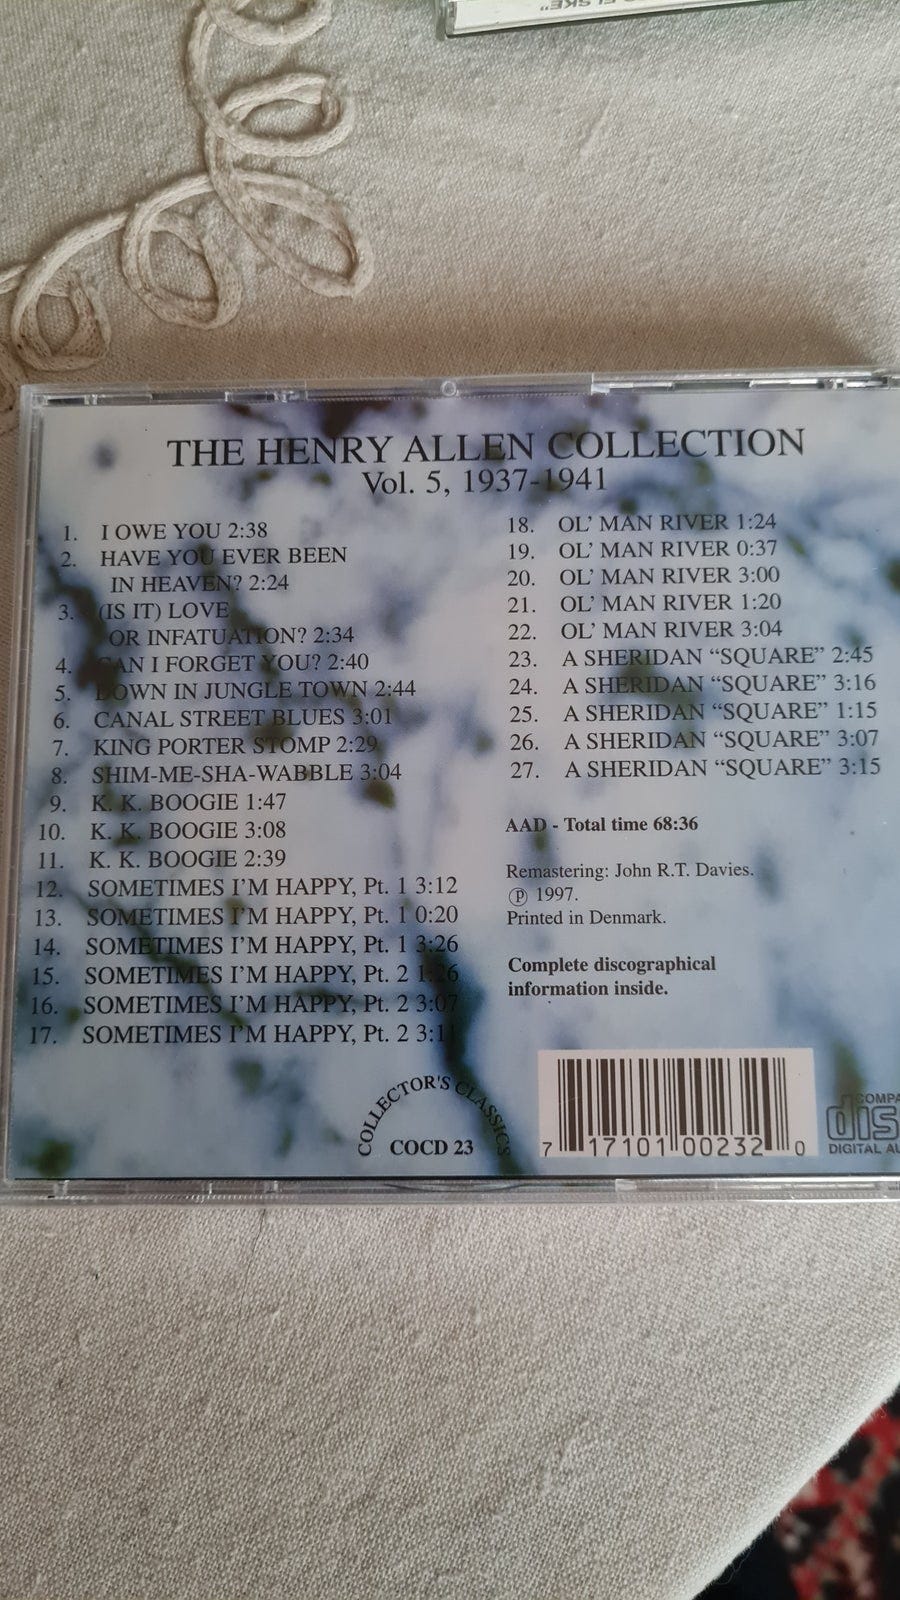 THE HENRY ALLEN COLLECTION
Vol. 5, 1937-1941
1. I OWE YOU 2:38
2. HAVE YOU EVER BEEN
IN HEAVEN? 2:24
3. (IS IT) LOVE
OR INFATUATION? 2:34
4. CAN I FORGET YOU? 2:40
5. DOWN IN JUNGLE TOWN 2:44
6. CANAL STREET BLUES 3:01
7. KING PORTER STOMP 2:29
8. SHIM-ME-SHA-WABBLE 3:04
9. K. K. BOOGIE 1:47
10. K. K. BOOGIE 3:08
11. K. K. BOOGIE 2:39
12. SOMETIMES I'M HAPPY, Pt. 1 3:12
13. SOMETIMES I'M HAPPY, Pt. 1 0:20
14. SOMETIMES I'M HAPPY, Pt. 1 3:26
15. SOMETIMES I'M HAPPY, Pt. 2 1:26
16. SOMETIMES I'M HAPPY, Pt. 2 3:07
17. SOMETIMES I'M HAPPY, Pt. 2
18. OL' MAN RIVER 1:24
19. OL' MAN RIVER 0:37
20. OL' MAN RIVER 3:00
21. OL' MAN RIVER 1:20
22. OL' MAN RIVER 3:04
23. A SHERIDAN “SQUARE” 2:45
24. A SHERIDAN “SQUARE” 3:16
25. A SHERIDAN “SQUARE” 1:15
26. A SHERIDAN “SQUARE” 3:07
27. A SHERIDAN “SQUARE” 3:15
AAD - Total time 68:36
Remastering: John R.T. Davies.
Ⓟ 1997.
Printed in Denmark.
Complete discographical
information inside.
COLLECTOR'S CLASSICS
COCD 23
7 17101 00232 0
COMPA
dis
DIGITAL AU